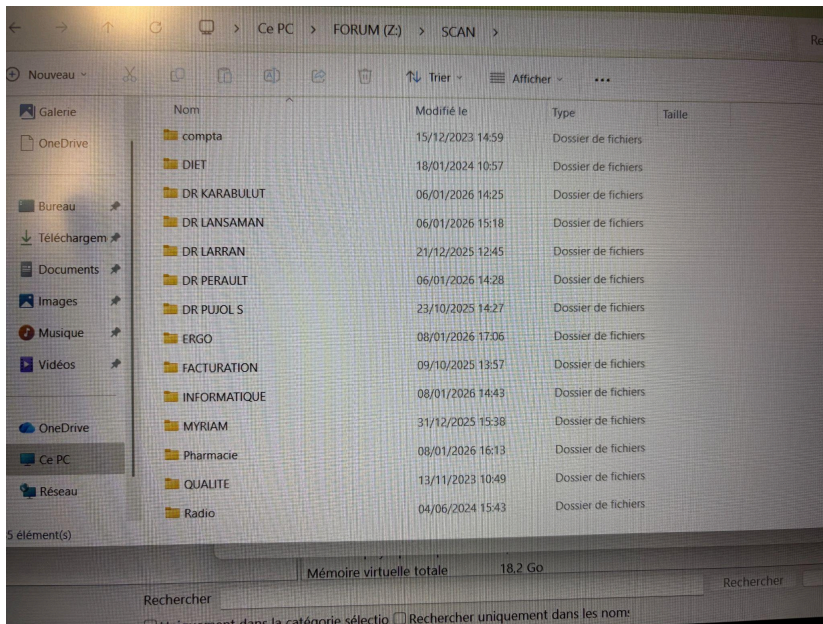 Ce PC > FORUM (Z:) > SCAN >
Nouveau Trier Afficher ...
Nom Modifié le Type Taille
Galerie
OneDrive
Bureau
Téléchargem
Documents
Images
Musique
Vidéos
OneDrive
Ce PC
Réseau
compta 15/12/2023 14:59 Dossier de fichiers
DIET 18/01/2024 10:57 Dossier de fichiers
DR KARABULUT 06/01/2026 14:25 Dossier de fichiers
DR LANSAMAN 06/01/2026 15:18 Dossier de fichiers
DR LARRAN 21/12/2025 12:45 Dossier de fichiers
DR PERAULT 06/01/2026 14:28 Dossier de fichiers
DR PUJOL S 23/10/2025 14:27 Dossier de fichiers
ERGO 08/01/2026 17:06 Dossier de fichiers
FACTURATION 09/10/2025 13:57 Dossier de fichiers
INFORMATIQUE 08/01/2026 14:43 Dossier de fichiers
MYRIAM 31/12/2025 15:38 Dossier de fichiers
Pharmacie 08/01/2026 16:13 Dossier de fichiers
QUALITE 13/11/2023 10:49 Dossier de fichiers
Radio 04/06/2024 15:43 Dossier de fichiers
5 élément(s)
Mémoire virtuelle totale 18,2 Go
Rechercher Rechercher
dans la catégorie sélectio Rechercher uniquement dans les noms